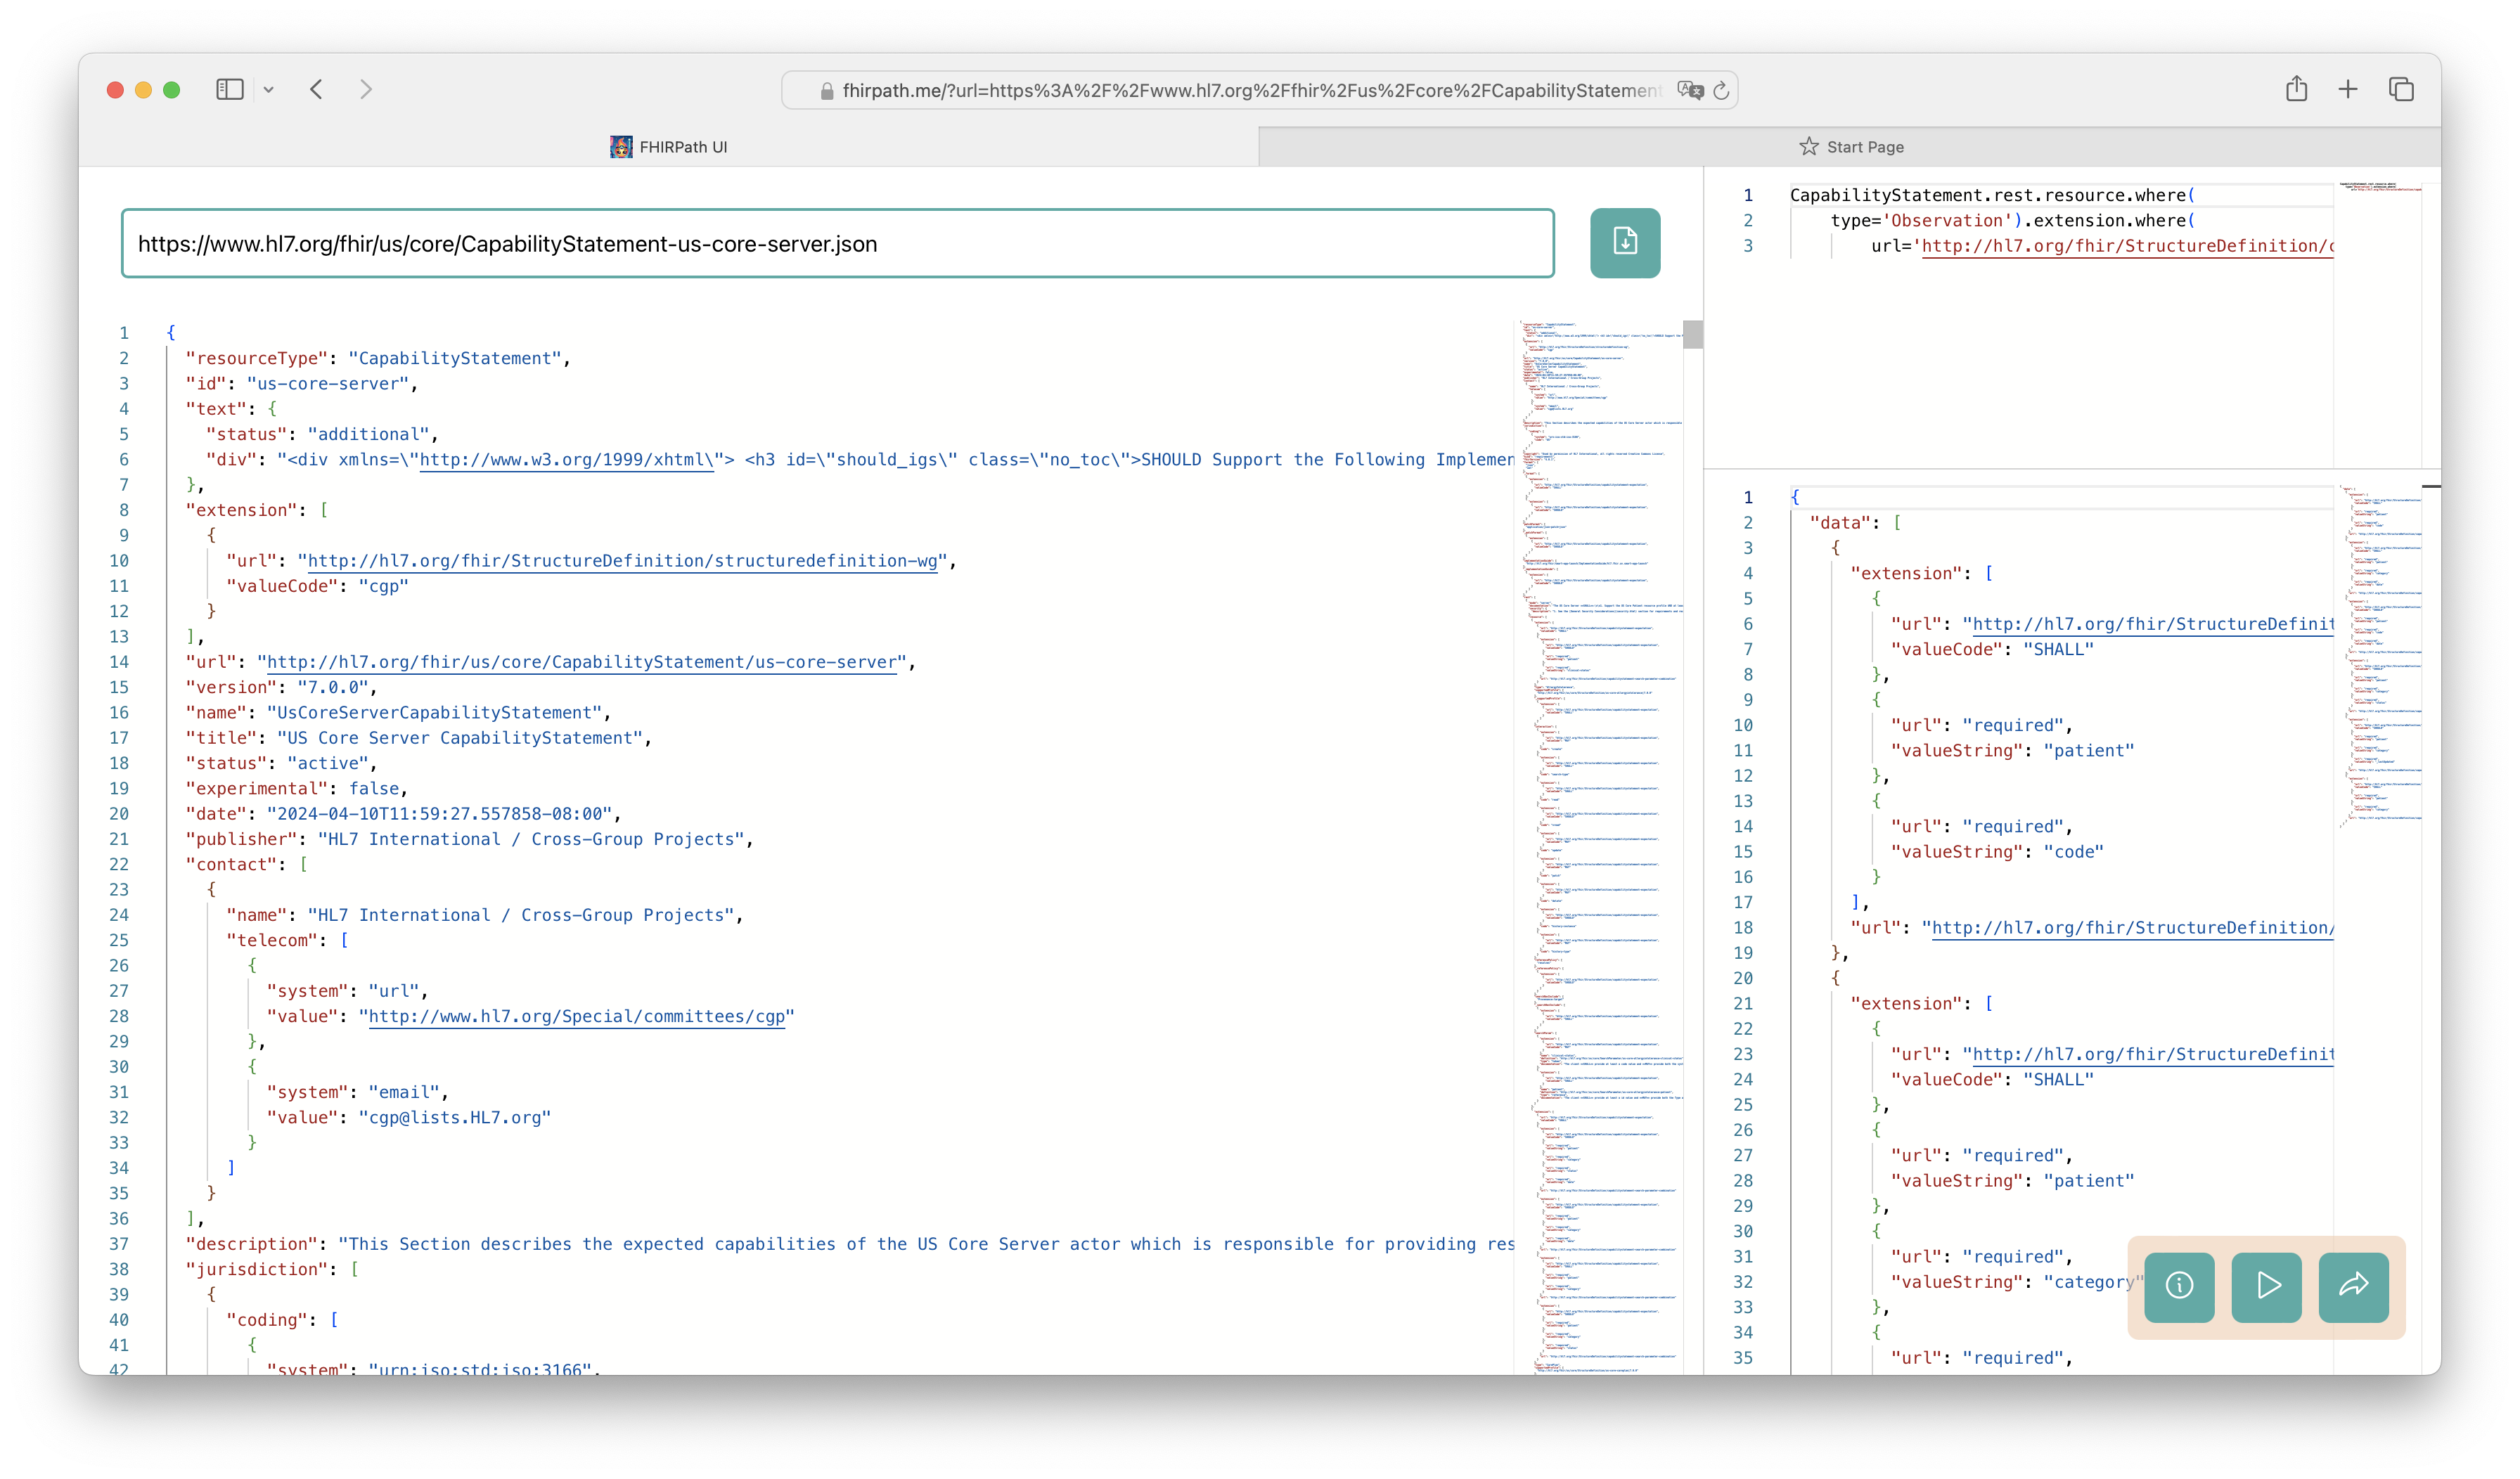 fhirpath.me/?url=https%3A%2F%2Fwww.hl7.org%2Ffhir%2Fus%2Fcore%2FCapabilityStatement
FHIRPath UI
Start Page
https://www.hl7.org/fhir/us/core/CapabilityStatement-us-core-server.json
1 {
2 "resourceType": "CapabilityStatement",
3 "id": "us-core-server",
4 "text": {
5 "status": "additional",
6 "div": "<div xmlns=\"http://www.w3.org/1999/xhtml\"> <h3 id=\"should_igs\" class=\"no_toc\">SHOULD Support the Following Implemen
7 },
8 "extension": [
9 {
10 "url": "http://hl7.org/fhir/StructureDefinition/structuredefinition-wg",
11 "valueCode": "cgp"
12 }
13 ],
14 "url": "http://hl7.org/fhir/us/core/CapabilityStatement/us-core-server",
15 "version": "7.0.0",
16 "name": "UsCoreServerCapabilityStatement",
17 "title": "US Core Server CapabilityStatement",
18 "status": "active",
19 "experimental": false,
20 "date": "2024-04-10T11:59:27.557858-08:00",
21 "publisher": "HL7 International / Cross-Group Projects",
22 "contact": [
23 {
24 "name": "HL7 International / Cross-Group Projects",
25 "telecom": [
26 {
27 "system": "url",
28 "value": "http://www.hl7.org/Special/committees/cgp"
29 },
30 {
31 "system": "email",
32 "value": "cgp@lists.HL7.org"
33 }
34 ]
35 }
36 ],
37 "description": "This Section describes the expected capabilities of the US Core Server actor which is responsible for providing res
38 "jurisdiction": [
39 {
40 "coding": [
41 {
42 "system": "urn:iso:std:iso:3166",
1 CapabilityStatement.rest.resource.where(
2 type='Observation').extension.where(
3 url='http://hl7.org/fhir/StructureDefinition/c
1 {
2 "data": [
3 {
4 "extension": [
5 {
6 "url": "http://hl7.org/fhir/StructureDefinit
7 "valueCode": "SHALL"
8 },
9 {
10 "url": "required",
11 "valueString": "patient"
12 },
13 {
14 "url": "required",
15 "valueString": "code"
16 }
17 ],
18 "url": "http://hl7.org/fhir/StructureDefinition/
19 },
20 {
21 "extension": [
22 {
23 "url": "http://hl7.org/fhir/StructureDefinit
24 "valueCode": "SHALL"
25 },
26 {
27 "url": "required",
28 "valueString": "patient"
29 },
30 {
31 "url": "required",
32 "valueString": "category"
33 },
34 {
35 "url": "required",